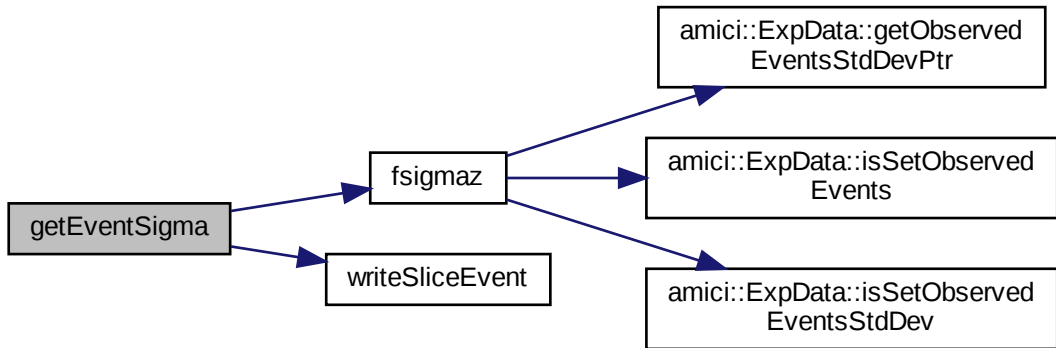 amici::ExpData::getObserved
EventsStdDevPtr
fsigmaz
amici::ExpData::isSetObserved
Events
getEventSigma
writeSliceEvent
amici::ExpData::isSetObserved
EventsStdDev